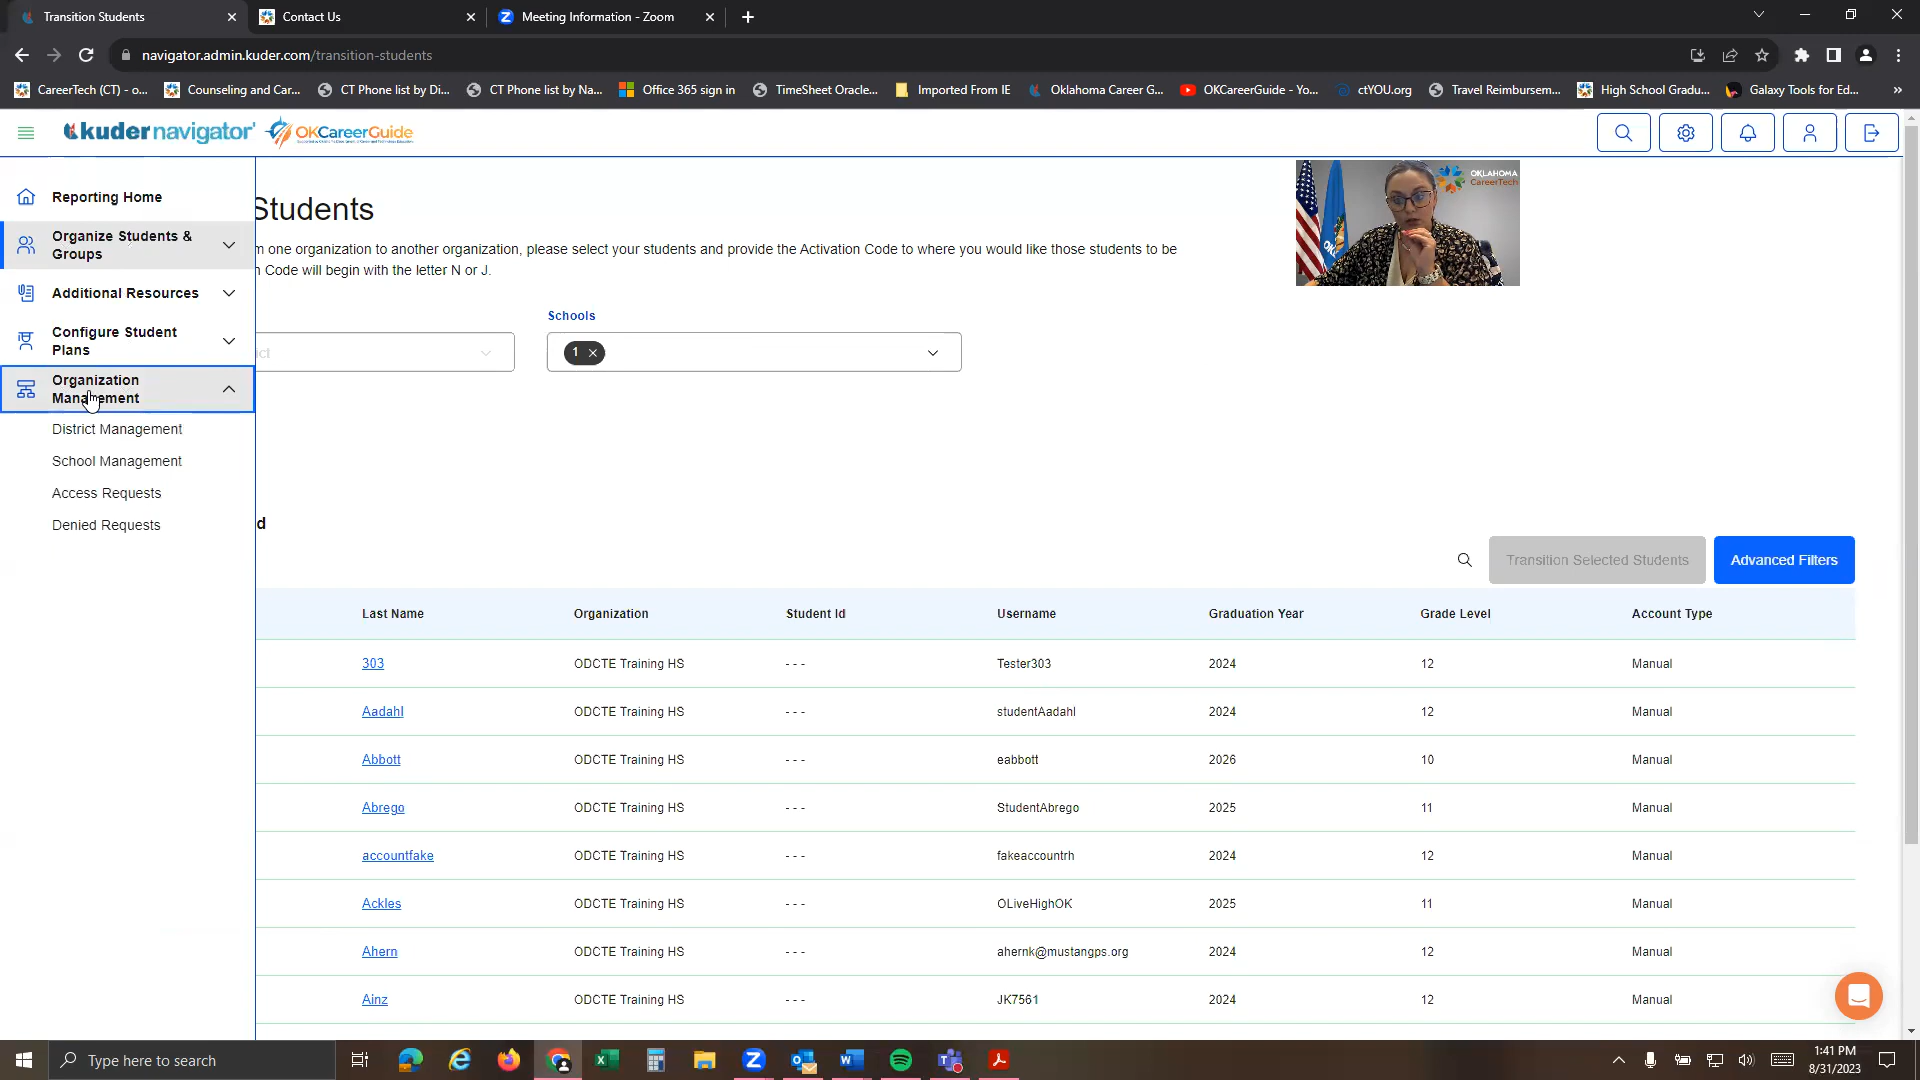 Transition Students
Contact Us
Meeting Information - Zoom
navigator.admin.kuder.com/transition-students
CareerTech (CT) - o...
Counseling and Car...
CT Phone list by Di...
CT Phone list by Na...
Office 365 sign in
TimeSheet Oracle...
Imported From IE
Oklahoma Career G...
OKCareerGuide - Yo...
ctYOU.org
Travel Reimbursem...
High School Gradu...
Galaxy Tools for Ed...
kuder navigator
OKCareerGuide
Reporting Home
Organize Students &
Groups
Additional Resources
Configure Student
Plans
Organization
Management
District Management
School Management
Access Requests
Denied Requests
Students
m one organization to another organization, please select your students and provide the Activation Code to where you would like those students to be
n Code will begin with the letter N or J.
OKLAHOMA
CareerTech
Schools
ict
1
d
Transition Selected Students
Advanced Filters
Last Name Organization Student Id Username Graduation Year Grade Level Account Type
303 ODCTE Training HS - - - Tester303 2024 12 Manual
Aadahl ODCTE Training HS - - - studentAadahl 2024 12 Manual
Abbott ODCTE Training HS - - - eabbott 2026 10 Manual
Abrego ODCTE Training HS - - - StudentAbrego 2025 11 Manual
accountfake ODCTE Training HS - - - fakeaccountrh 2024 12 Manual
Ackles ODCTE Training HS - - - OLiveHighOK 2025 11 Manual
Ahern ODCTE Training HS - - - ahernk@mustangps.org 2024 12 Manual
Ainz ODCTE Training HS - - - JK7561 2024 12 Manual
Type here to search
1:41 PM
8/31/2023